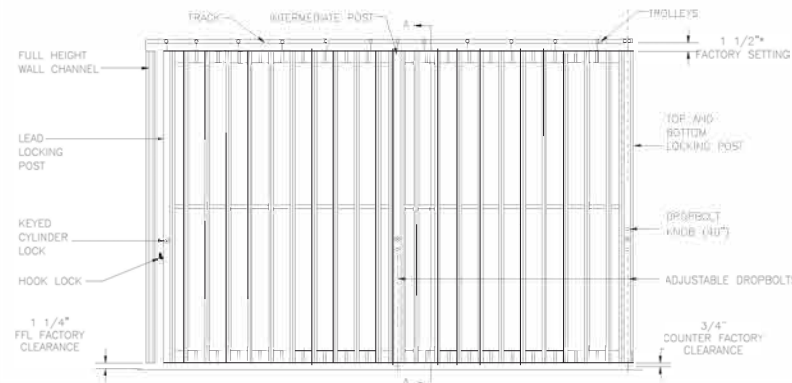 TRACK
INTERMEDIATE POST
A
TROLLEYS
FULL HEIGHT
WALL CHANNEL
1 1/2"*
FACTORY SETTING
LEAD
LOCKING
POST
TOP AND
BOTTOM
LOCKING POST
KEYED
CYLINDER
LOCK
DROPBOLT
KNOB (40")
HOOK LOCK
ADJUSTABLE DROPBOLTS
1 1/4"
FFL FACTORY
CLEARANCE
3/4"
COUNTER FACTORY
CLEARANCE
A